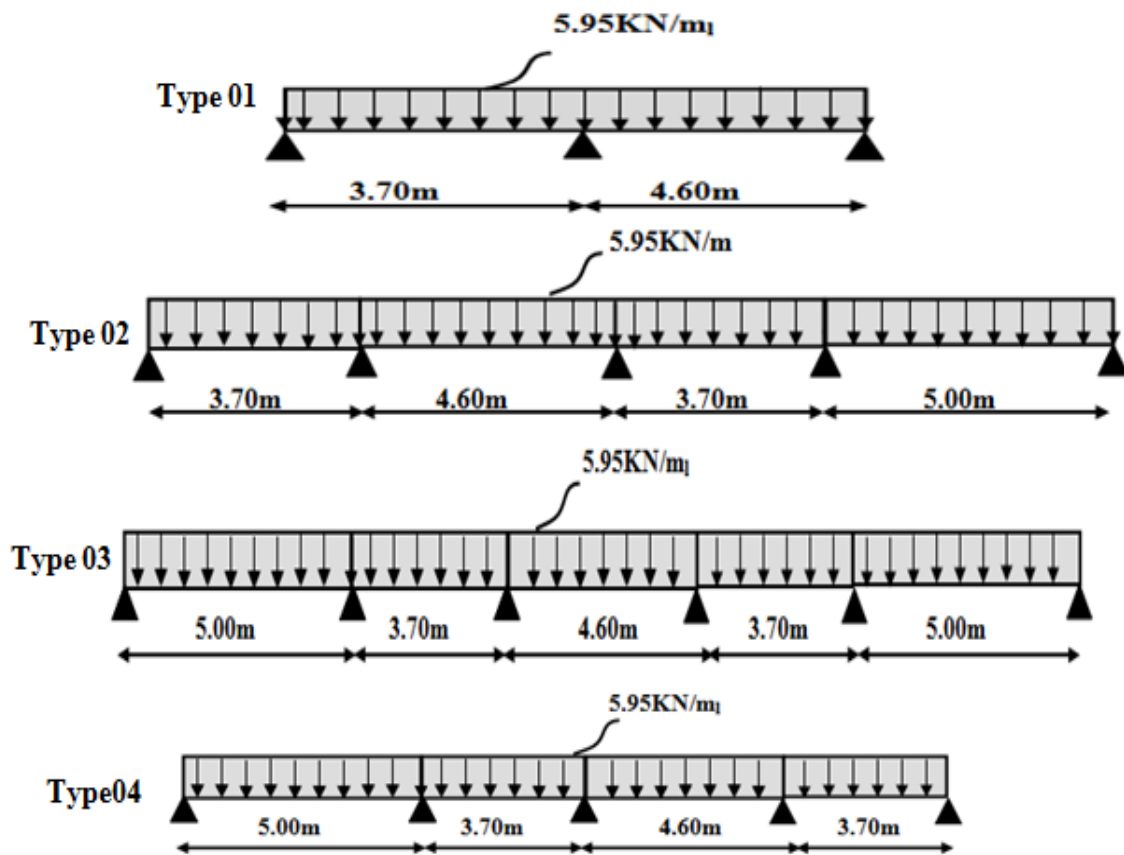 5.95KN/mₗ
Type 01
3.70m 4.60m
5.95KN/m
Type 02
3.70m 4.60m 3.70m 5.00m
5.95KN/mₗ
Type 03
5.00m 3.70m 4.60m 3.70m 5.00m
5.95KN/mₗ
Type04
5.00m 3.70m 4.60m 3.70m